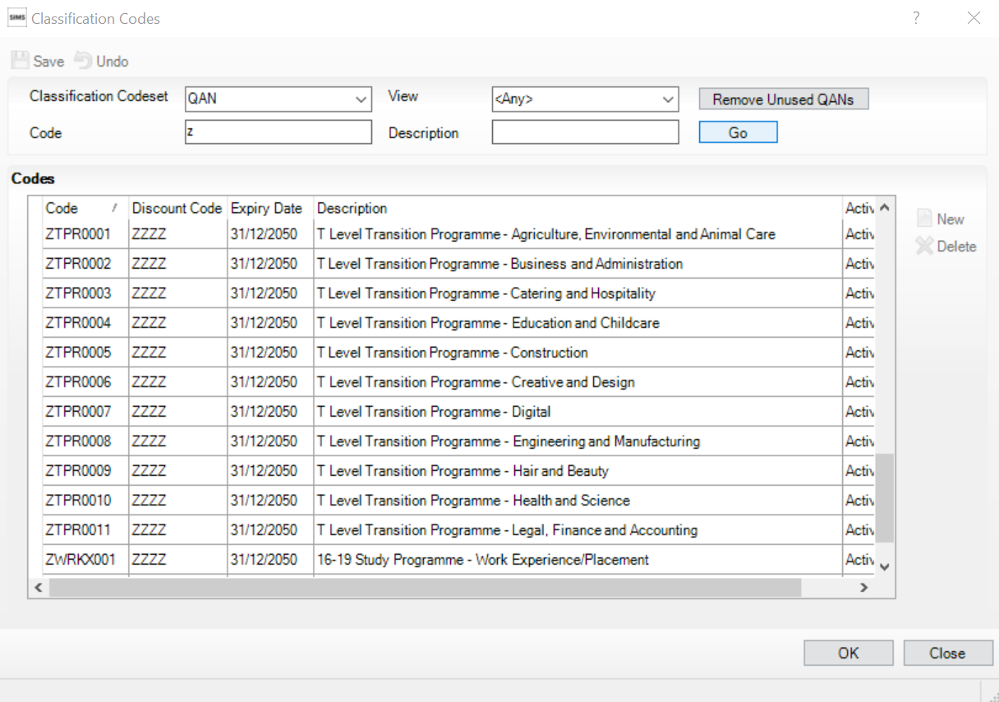 SIMS Classification Codes ?
Save Undo
Classification Codeset QAN View <Any> Remove Unused QANs
Code z Description Go
Codes
Code Discount Code Expiry Date Description Activ
ZTPR0001 ZZZZ 31/12/2050 T Level Transition Programme - Agriculture, Environmental and Animal Care Activ
ZTPR0002 ZZZZ 31/12/2050 T Level Transition Programme - Business and Administration Activ
ZTPR0003 ZZZZ 31/12/2050 T Level Transition Programme - Catering and Hospitality Activ
ZTPR0004 ZZZZ 31/12/2050 T Level Transition Programme - Education and Childcare Activ
ZTPR0005 ZZZZ 31/12/2050 T Level Transition Programme - Construction Activ
ZTPR0006 ZZZZ 31/12/2050 T Level Transition Programme - Creative and Design Activ
ZTPR0007 ZZZZ 31/12/2050 T Level Transition Programme - Digital Activ
ZTPR0008 ZZZZ 31/12/2050 T Level Transition Programme - Engineering and Manufacturing Activ
ZTPR0009 ZZZZ 31/12/2050 T Level Transition Programme - Hair and Beauty Activ
ZTPR0010 ZZZZ 31/12/2050 T Level Transition Programme - Health and Science Activ
ZTPR0011 ZZZZ 31/12/2050 T Level Transition Programme - Legal, Finance and Accounting Activ
ZWRKX001 ZZZZ 31/12/2050 16-19 Study Programme - Work Experience/Placement Activ
New
Delete
OK Close